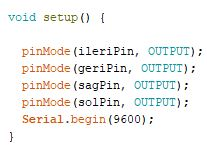 void setup() {
pinMode(ileriPin, OUTPUT);
pinMode(geriPin, OUTPUT);
pinMode(sagPin, OUTPUT);
pinMode(solPin, OUTPUT);
Serial.begin(9600);
}